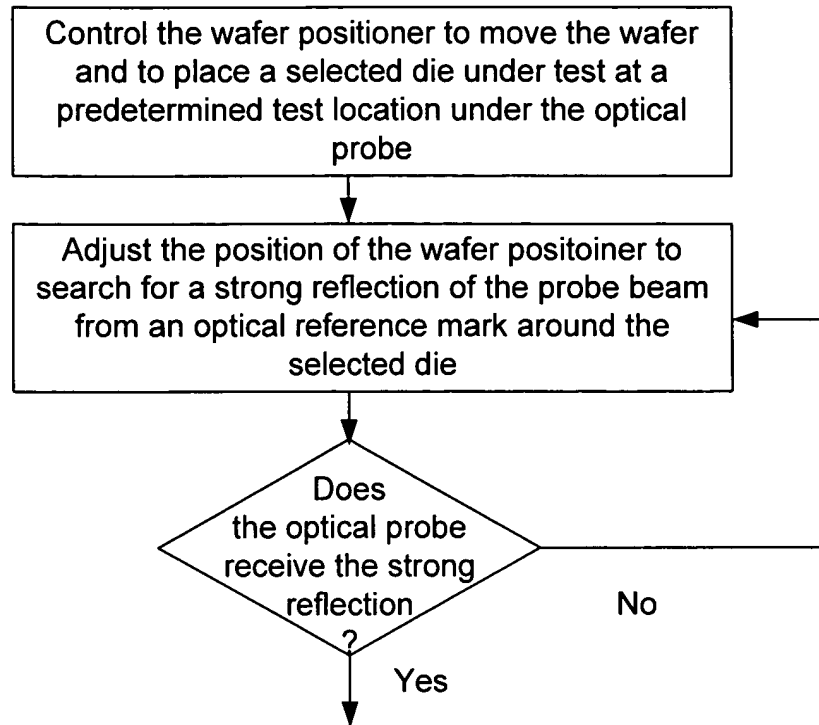 Control the wafer positioner to move the wafer
and to place a selected die under test at a
predetermined test location under the optical
probe
Adjust the position of the wafer positoiner to
search for a strong reflection of the probe beam
from an optical reference mark around the
selected die
Does
the optical probe
receive the strong
reflection
?
No
Yes